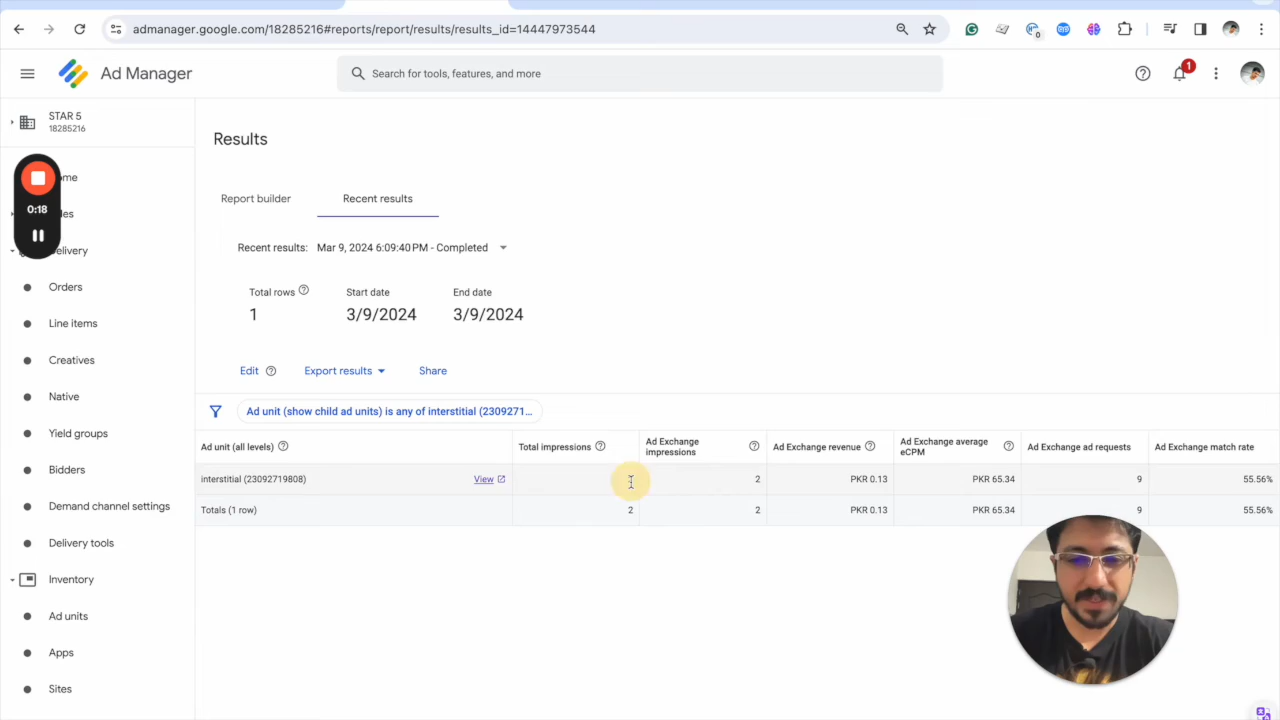 admanager.google.com/18285216#reports/report/results/results_id=14447973544
0
Ad Manager
Search for tools, features, and more
1
STAR 5
18285216
ome
les
elivery
Orders
Line items
Creatives
Native
Yield groups
Bidders
Demand channel settings
Delivery tools
Inventory
Ad units
Apps
Sites
0:18
Results
Report builder
Recent results
Recent results: Mar 9, 2024 6:09:40 PM - Completed
Total rows
Start date
End date
1
3/9/2024
3/9/2024
Edit
Export results
Share
Ad unit (show child ad units) is any of interstitial (2309271...
Ad unit (all levels)
Total impressions
Ad Exchange impressions
Ad Exchange revenue
Ad Exchange average eCPM
Ad Exchange ad requests
Ad Exchange match rate
interstitial (23092719808) View 2 PKR 0.13 PKR 65.34 9 55.56%
Totals (1 row) 2 2 PKR 0.13 PKR 65.34 9 55.56%